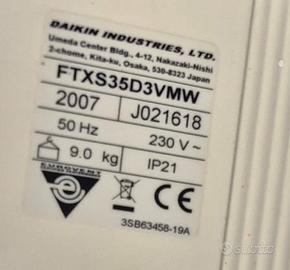 DAIKIN INDUSTRIES, LTD.
Umeda Center Bldg., 4-12, Nakazaki-Nishi
2-chome, Kita-ku, Osaka, 530-8323 Japan
FTXS35D3VMW
2007 J021618
50 Hz 230 V ~
9.0 kg IP21
EUROVENT
CE
3SB63458-19A
subito